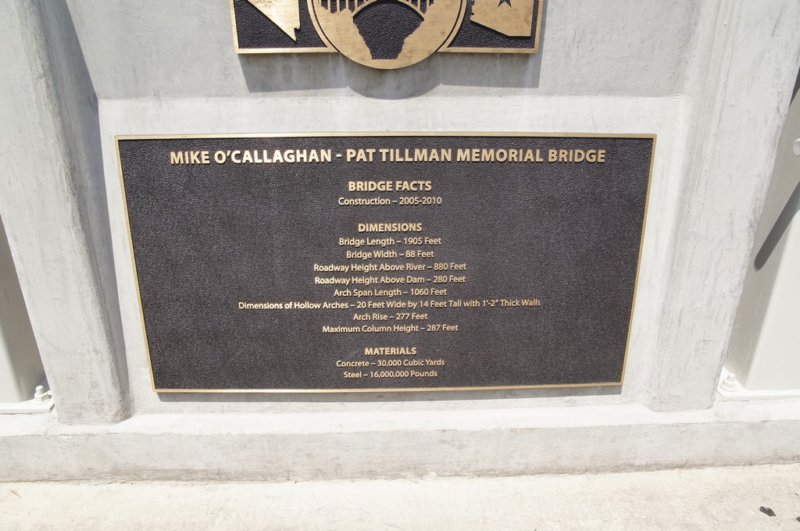 MIKE O'CALLAGHAN - PAT TILLMAN MEMORIAL BRIDGE
BRIDGE FACTS
Construction – 2005-2010
DIMENSIONS
Bridge Length – 1905 Feet
Bridge Width – 88 Feet
Roadway Height Above River – 880 Feet
Roadway Height Above Dam – 280 Feet
Arch Span Length – 1060 Feet
Dimensions of Hollow Arches – 20 Feet Wide by 14 Feet Tall with 1'-2" Thick Walls
Arch Rise – 277 Feet
Maximum Column Height – 287 Feet
MATERIALS
Concrete – 30,000 Cubic Yards
Steel – 16,000,000 Pounds